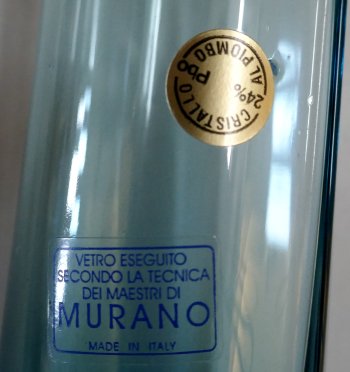 CRISTALLO
AL PIOMBO
24% PbO
VETRO ESEGUITO
SECONDO LA TECNICA
DEI MAESTRI DI
MURANO
MADE IN ITALY